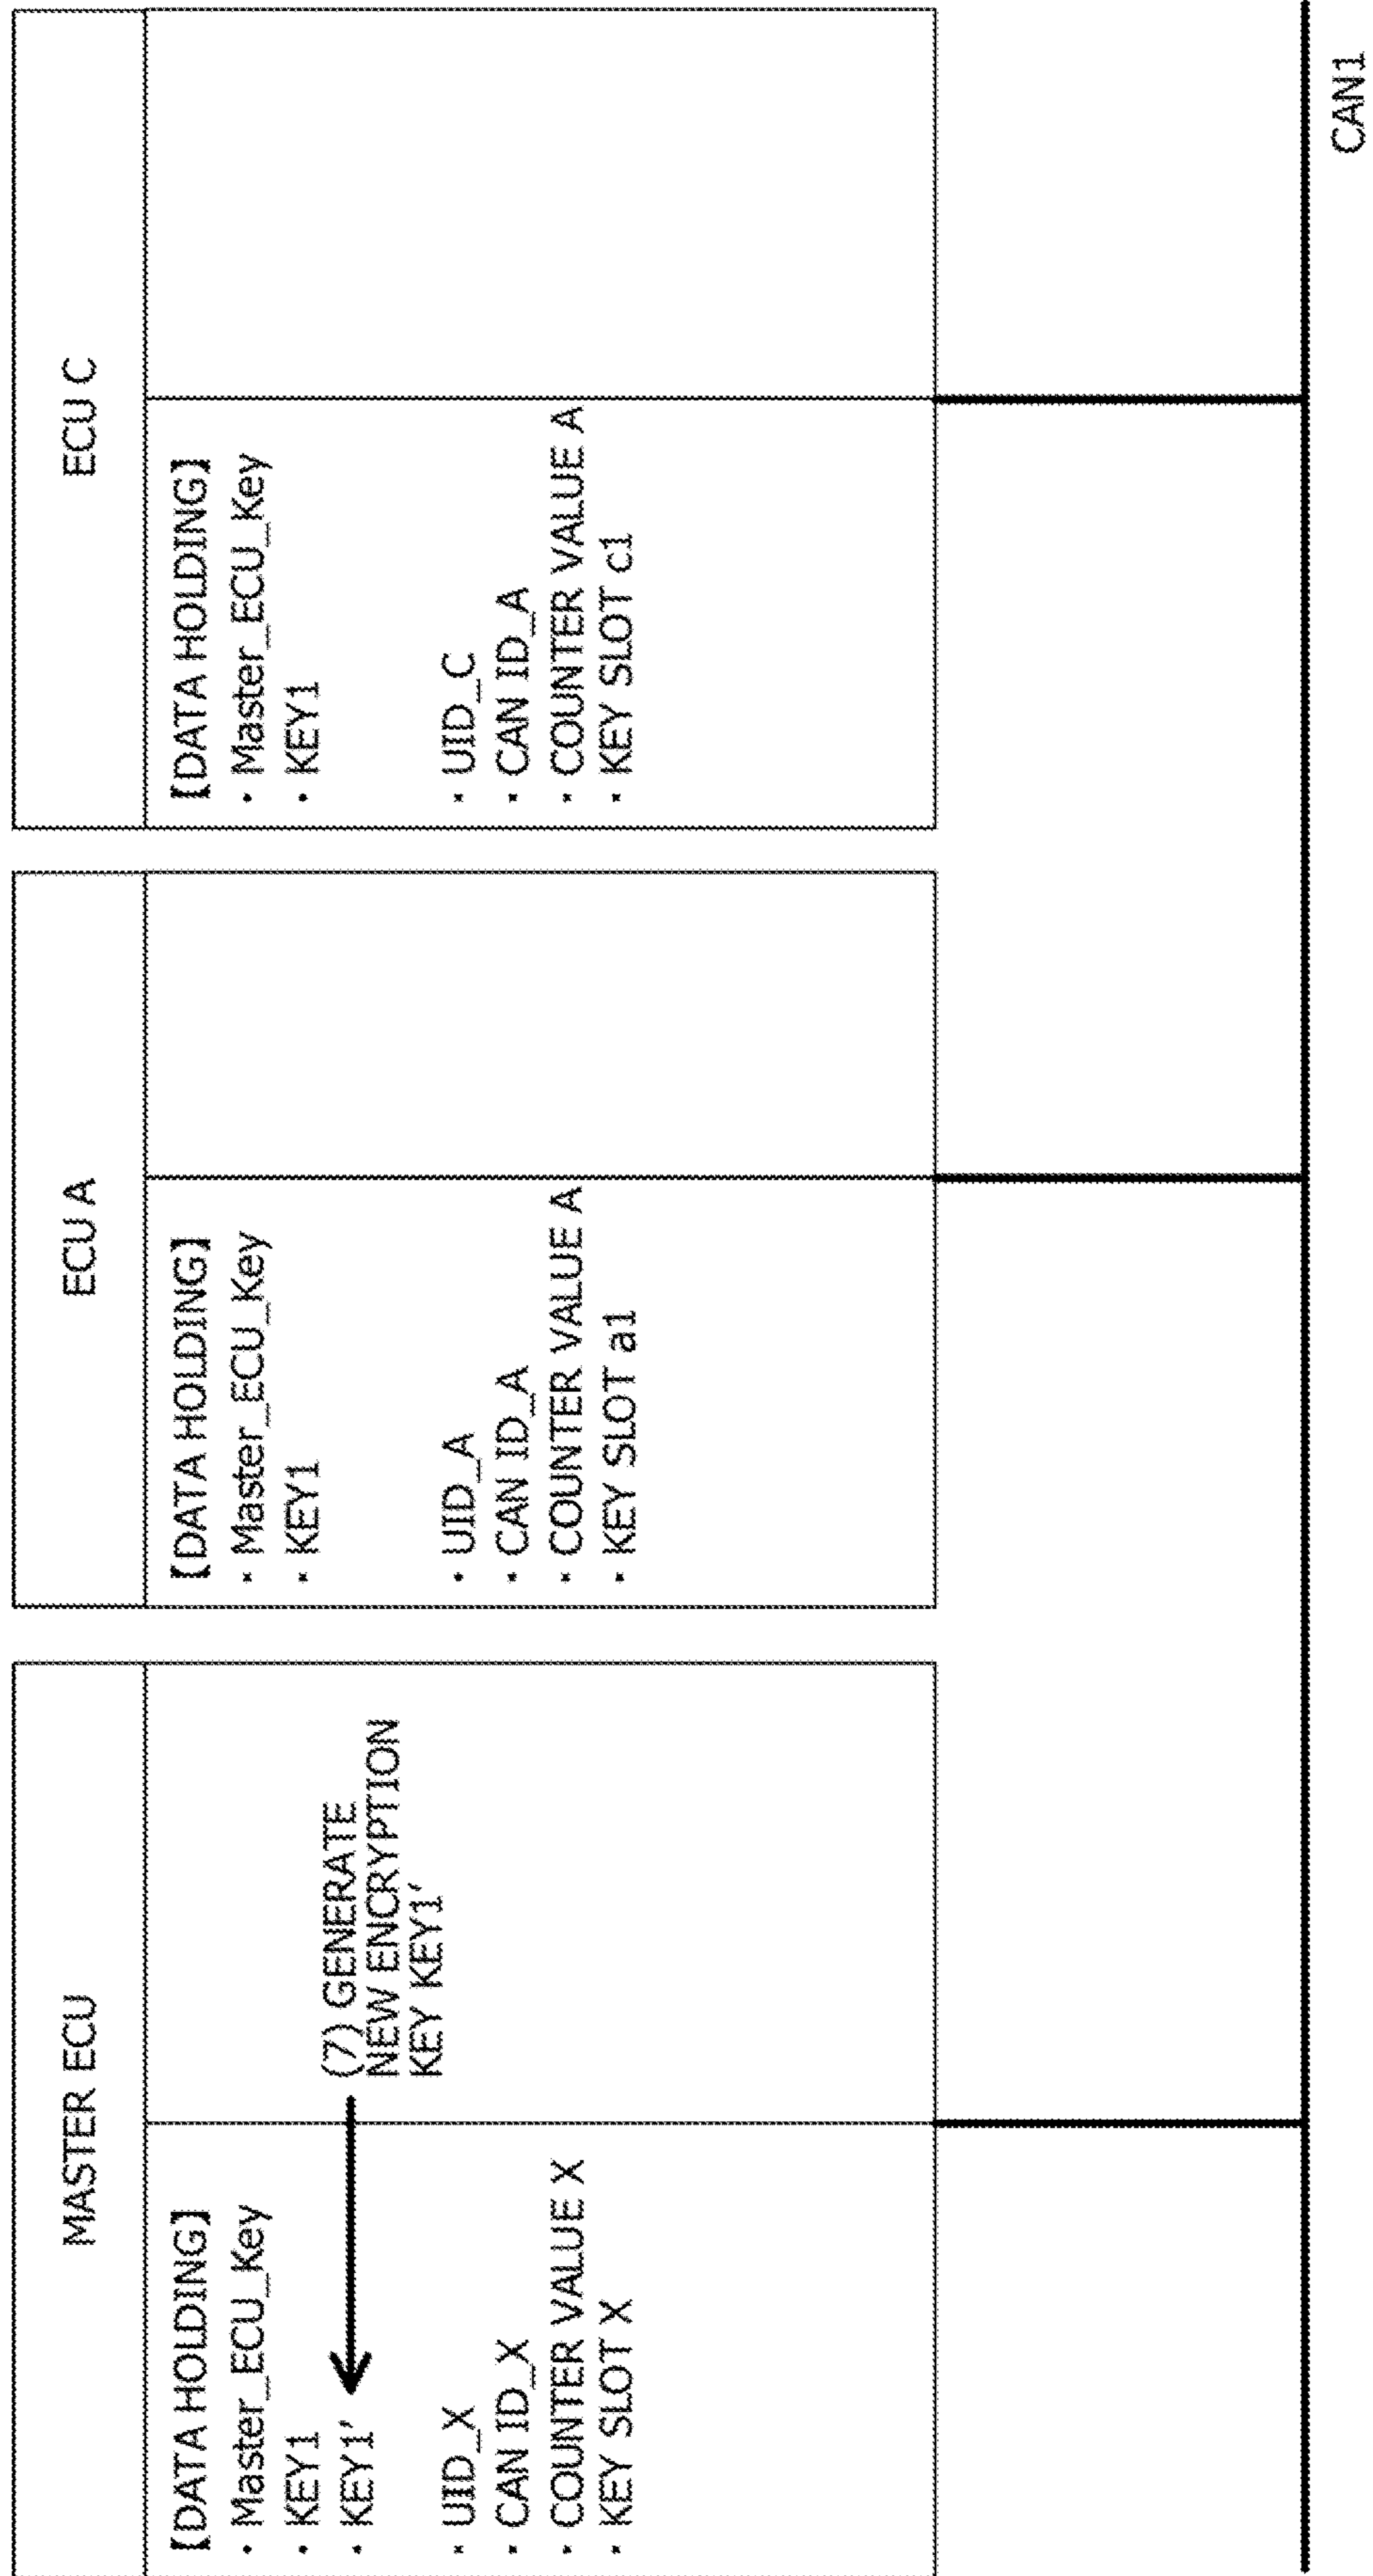 MASTER ECU
【DATA HOLDING】
・Master_ECU_Key
・KEY1
・KEY1′
・UID_X
・CAN ID_X
・COUNTER VALUE X
・KEY SLOT X
(7) GENERATE
NEW ENCRYPTION
KEY KEY1′
ECU A
【DATA HOLDING】
・Master_ECU_Key
・KEY1
・UID_A
・CAN ID_A
・COUNTER VALUE A
・KEY SLOT a1
ECU C
【DATA HOLDING】
・Master_ECU_Key
・KEY1
・UID_C
・CAN ID_A
・COUNTER VALUE A
・KEY SLOT c1
CAN1